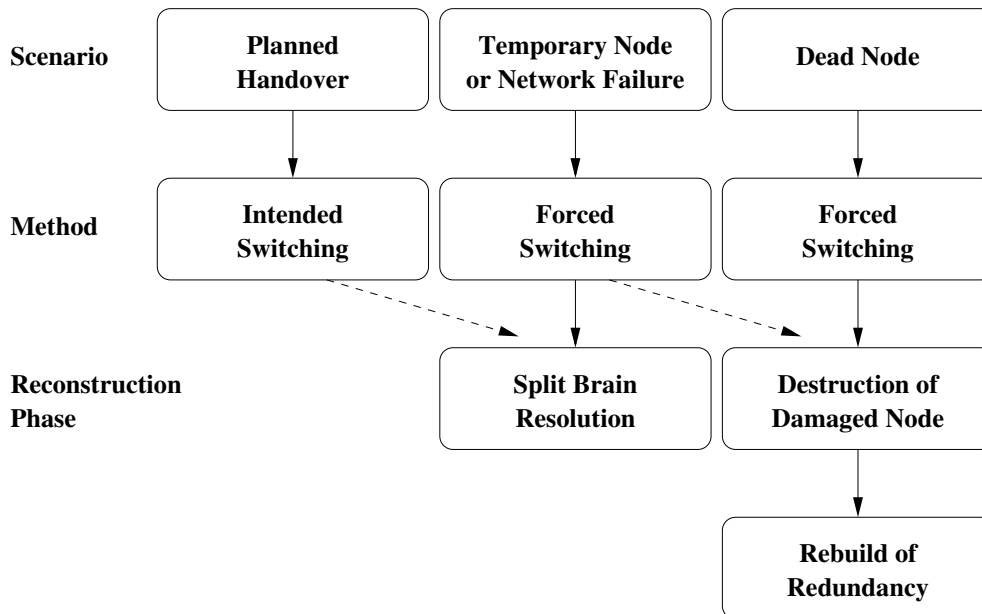 Scenario
Planned
Handover
Temporary Node
or Network Failure
Dead Node
Method
Intended
Switching
Forced
Switching
Forced
Switching
Reconstruction
Phase
Split Brain
Resolution
Destruction of
Damaged Node
Rebuild of
Redundancy